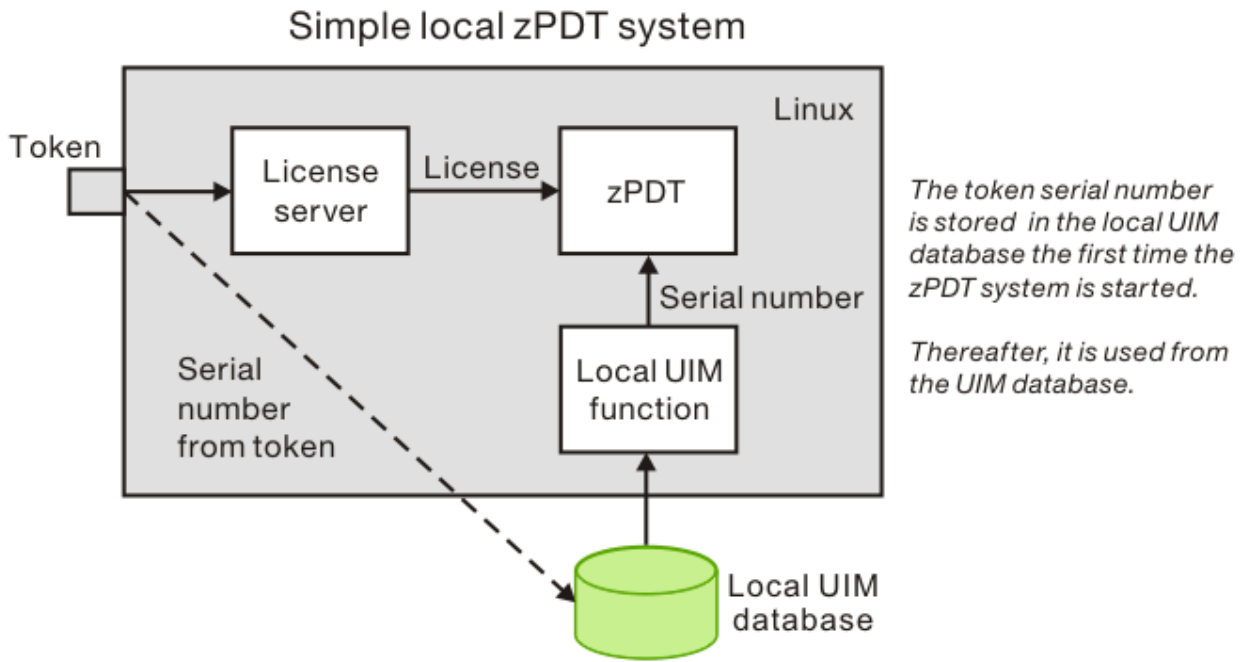 Simple local zPDT system
Linux
Token
License
server
License
zPDT
The token serial number
is stored in the local UIM
database the first time the
zPDT system is started.
Thereafter, it is used from
the UIM database.
Serial number
Serial
number
from token
Local UIM
function
Local UIM
database